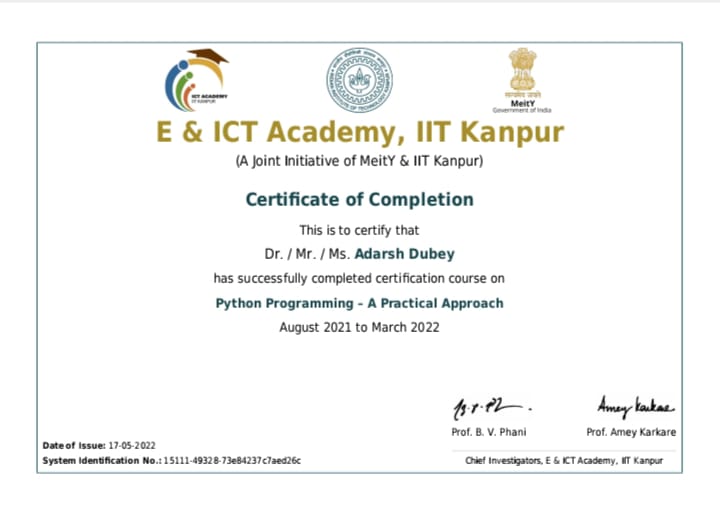 ICT ACADEMY
IIT KANPUR
सत्यमेव जयते
MeitY
Government of India
E & ICT Academy, IIT Kanpur
(A Joint Initiative of MeitY & IIT Kanpur)
Certificate of Completion
This is to certify that
Dr. / Mr. / Ms. Adarsh Dubey
has successfully completed certification course on
Python Programming – A Practical Approach
August 2021 to March 2022
Amey Karkare
Prof. B. V. Phani
Prof. Amey Karkare
Date of Issue: 17-05-2022
System Identification No.: 15111-49328-73e84237c7aed26c
Chief Investigators, E & ICT Academy, IIT Kanpur